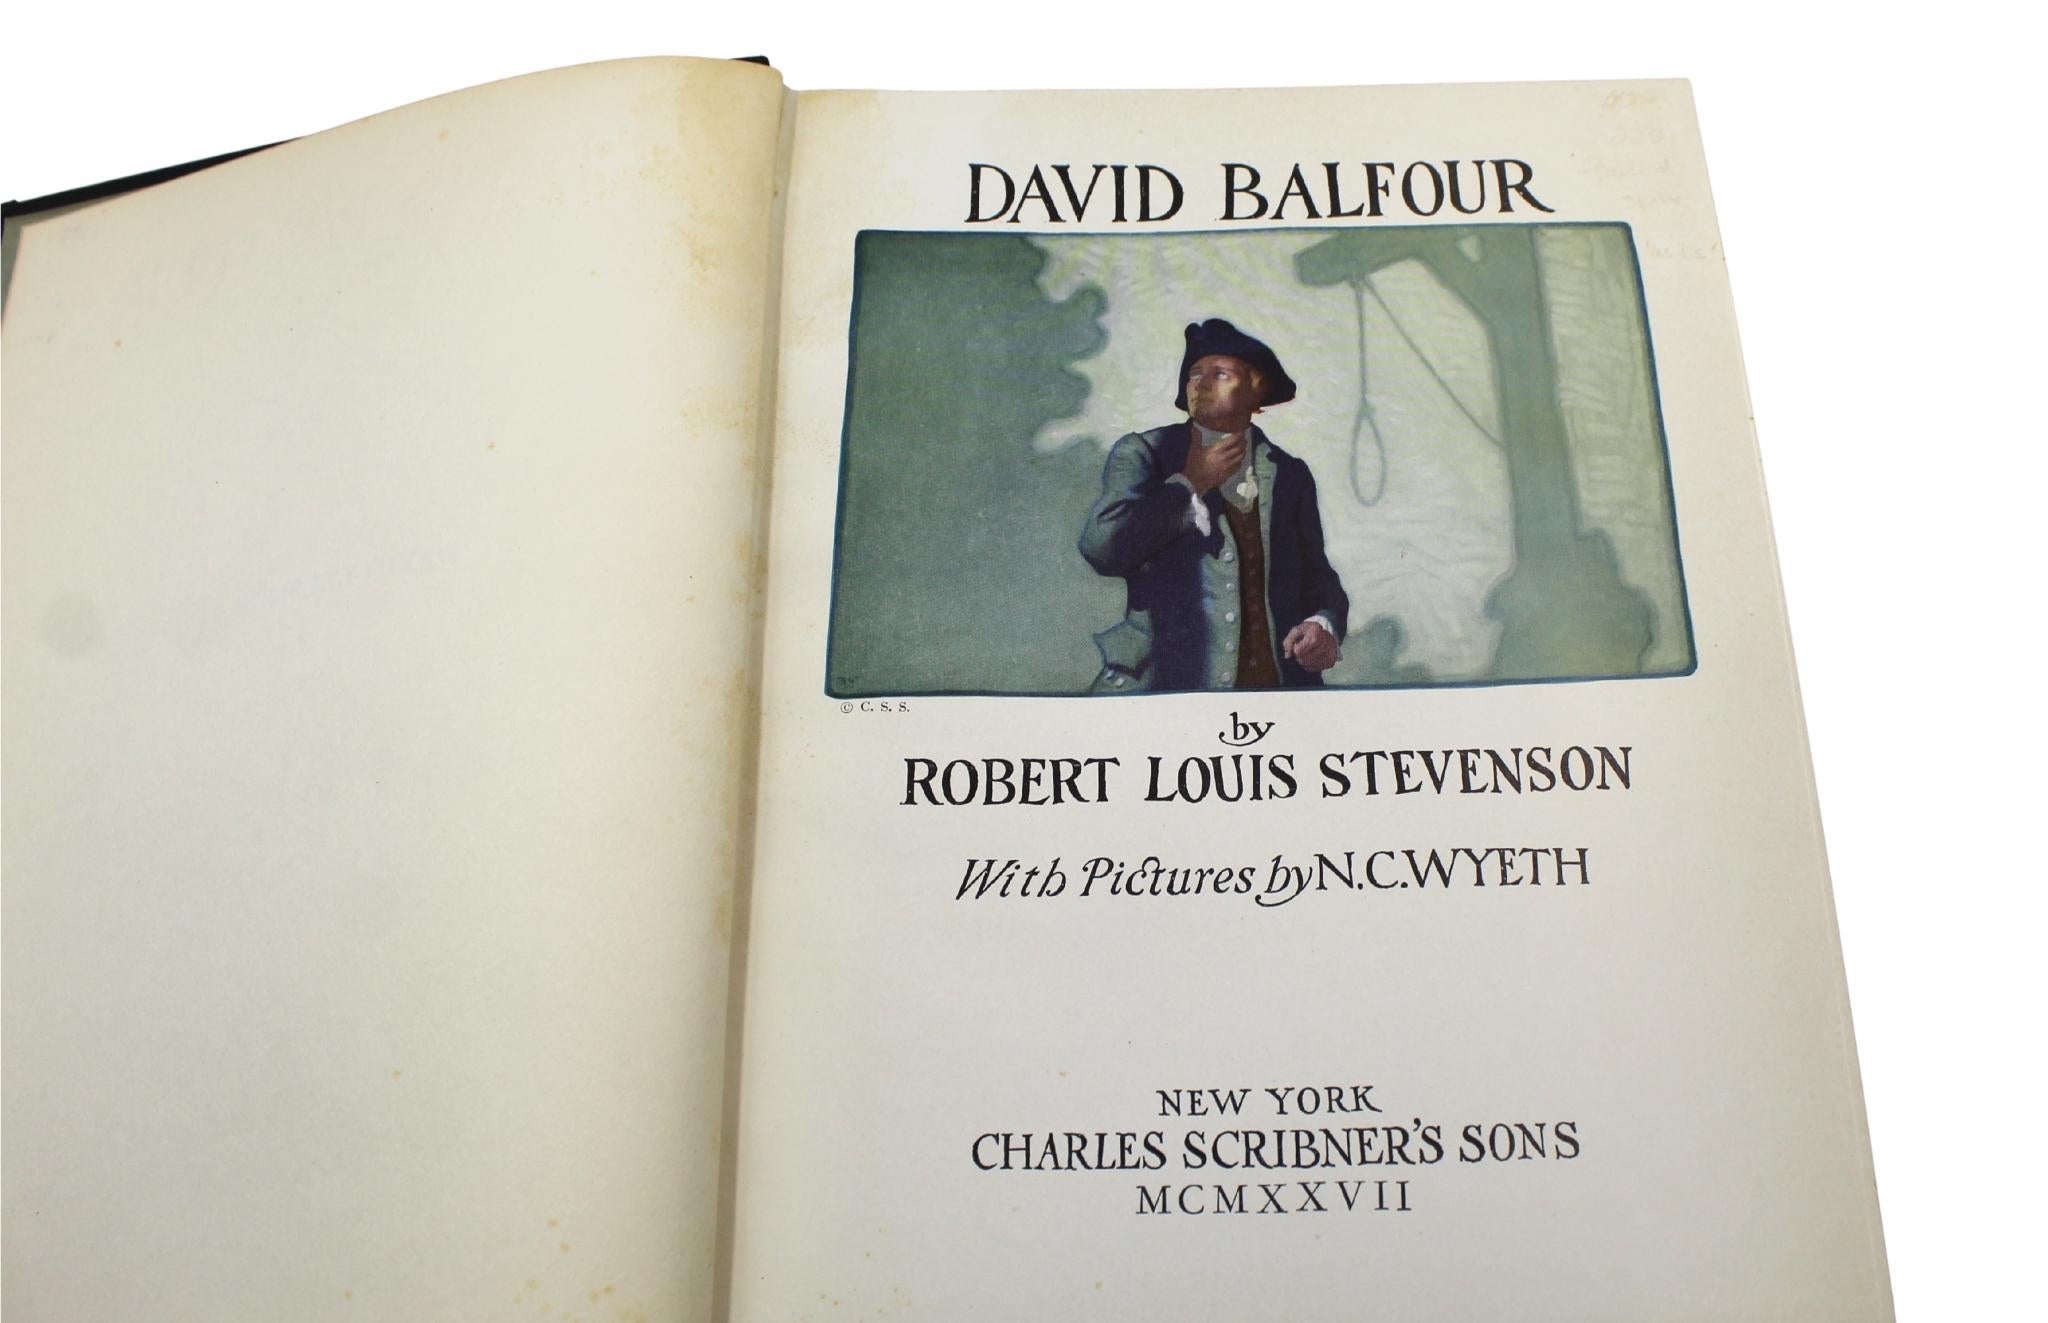 DAVID BALFOUR
© C. S. S.
by
ROBERT LOUIS STEVENSON
With Pictures by N.C.WYETH
NEW YORK
CHARLES SCRIBNER'S SONS
MCMXXVII